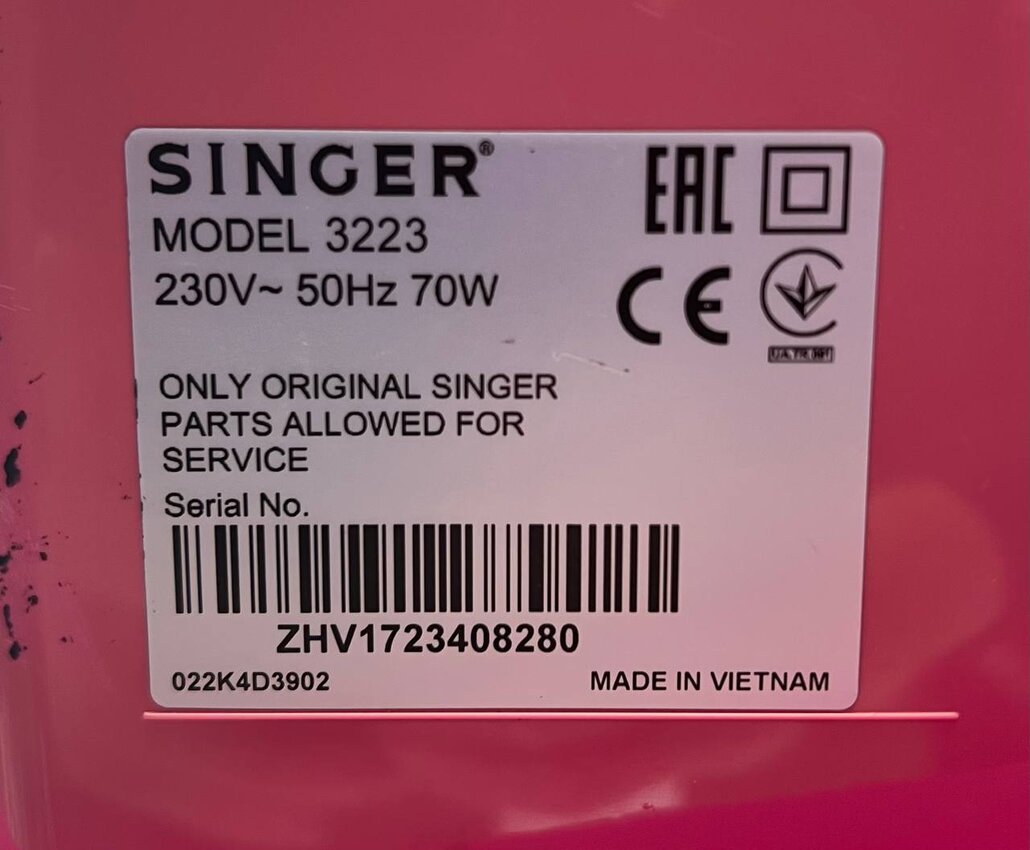 SINGER®
MODEL 3223
230V~ 50Hz 70W
EAC
CE
ONLY ORIGINAL SINGER
PARTS ALLOWED FOR
SERVICE
Serial No.
ZHV1723408280
022K4D3902
MADE IN VIETNAM